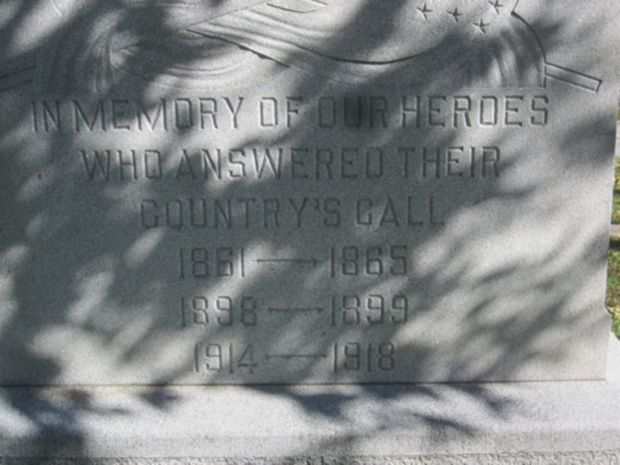 IN MEMORY OF OUR HEROES
WHO ANSWERED THEIR
COUNTRY'S CALL
1861 — 1865
1898 — 1899
1914 — 1918